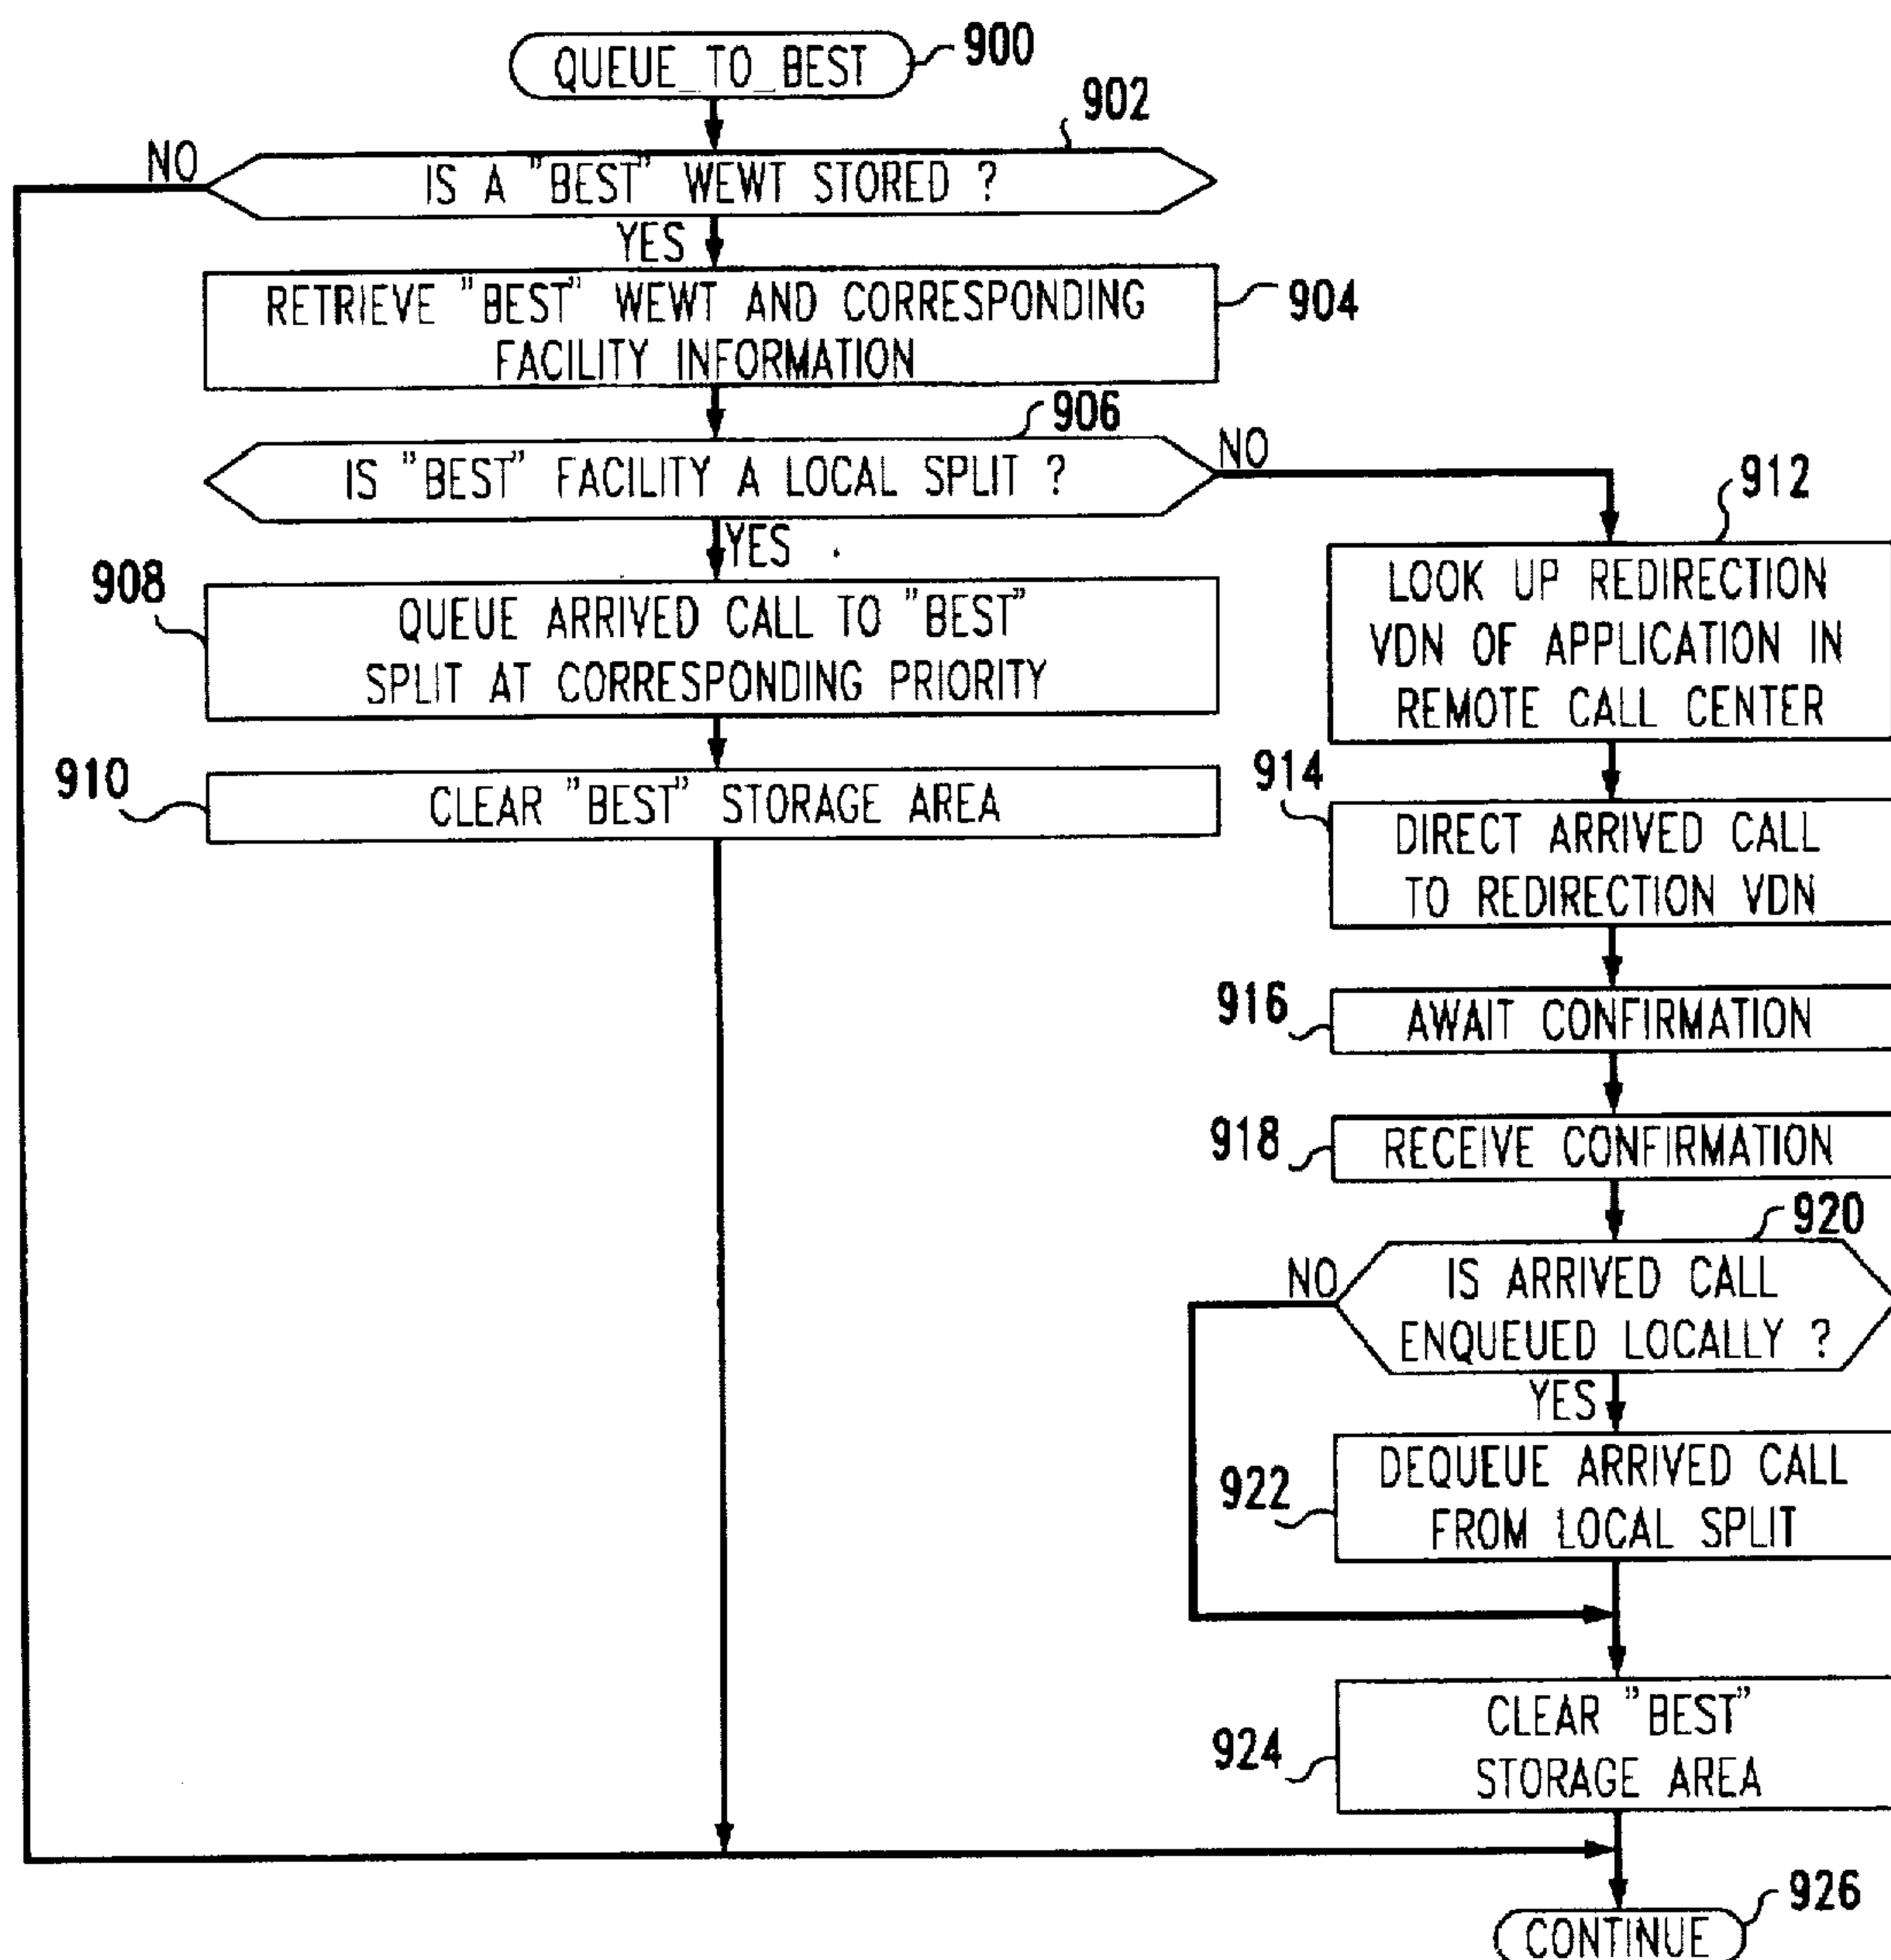 QUEUE_TO_BEST
900
902
NO
IS A "BEST" WEWT STORED ?
YES
RETRIEVE "BEST" WEWT AND CORRESPONDING
FACILITY INFORMATION
904
906
IS "BEST" FACILITY A LOCAL SPLIT ?
NO
YES
908
QUEUE ARRIVED CALL TO "BEST"
SPLIT AT CORRESPONDING PRIORITY
910
CLEAR "BEST" STORAGE AREA
912
LOOK UP REDIRECTION
VDN OF APPLICATION IN
REMOTE CALL CENTER
914
DIRECT ARRIVED CALL
TO REDIRECTION VDN
916
AWAIT CONFIRMATION
918
RECEIVE CONFIRMATION
920
NO
IS ARRIVED CALL
ENQUEUED LOCALLY ?
YES
922
DEQUEUE ARRIVED CALL
FROM LOCAL SPLIT
924
CLEAR "BEST"
STORAGE AREA
926
CONTINUE